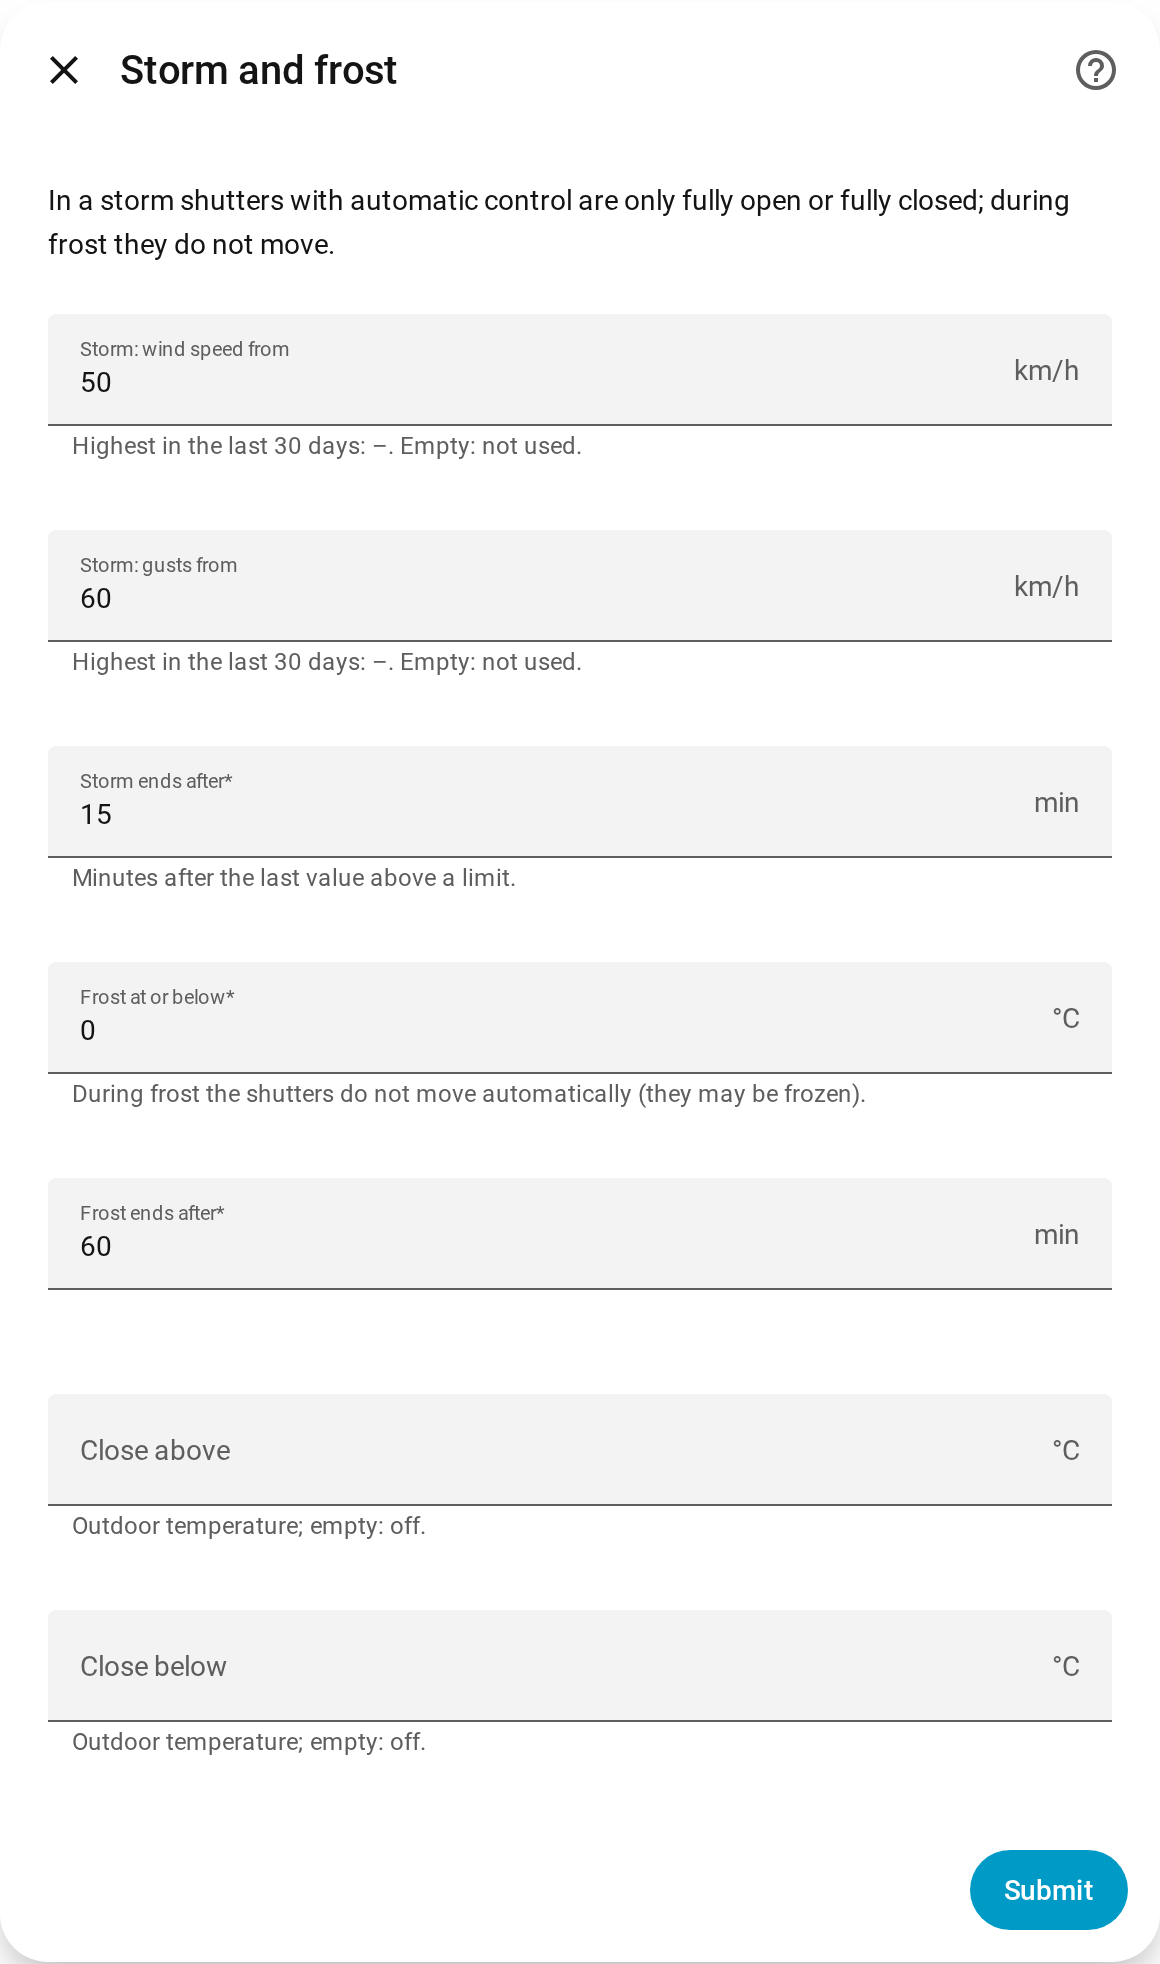 Storm and frost
In a storm shutters with automatic control are only fully open or fully closed; during
frost they do not move.
Storm: wind speed from
50
km/h
Highest in the last 30 days: –. Empty: not used.
Storm: gusts from
60
km/h
Highest in the last 30 days: –. Empty: not used.
Storm ends after*
15
min
Minutes after the last value above a limit.
Frost at or below*
0
°C
During frost the shutters do not move automatically (they may be frozen).
Frost ends after*
60
min
Close above
°C
Outdoor temperature; empty: off.
Close below
°C
Outdoor temperature; empty: off.
Submit